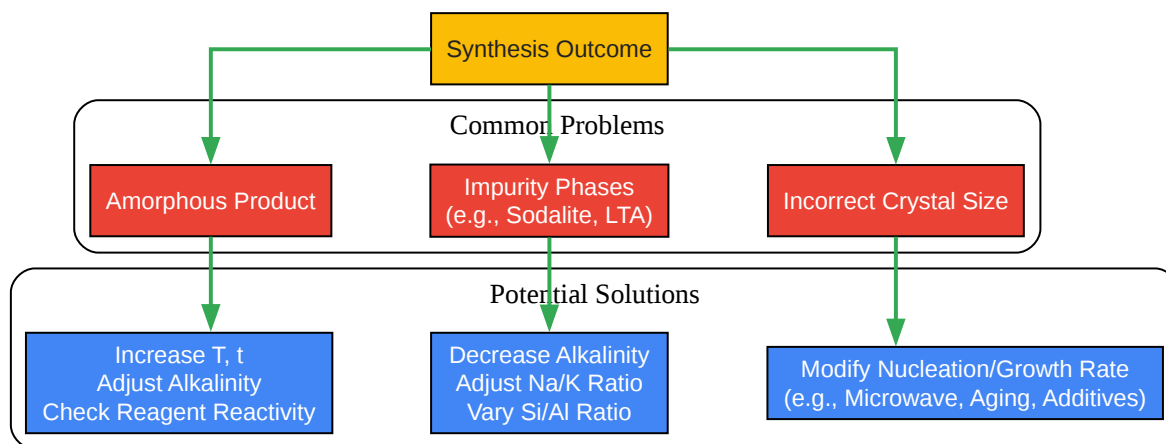 Synthesis Outcome
Common Problems
Amorphous Product
Impurity Phases
(e.g., Sodalite, LTA)
Incorrect Crystal Size
Potential Solutions
Increase T, t
Adjust Alkalinity
Check Reagent Reactivity
Decrease Alkalinity
Adjust Na/K Ratio
Vary Si/Al Ratio
Modify Nucleation/Growth Rate
(e.g., Microwave, Aging, Additives)